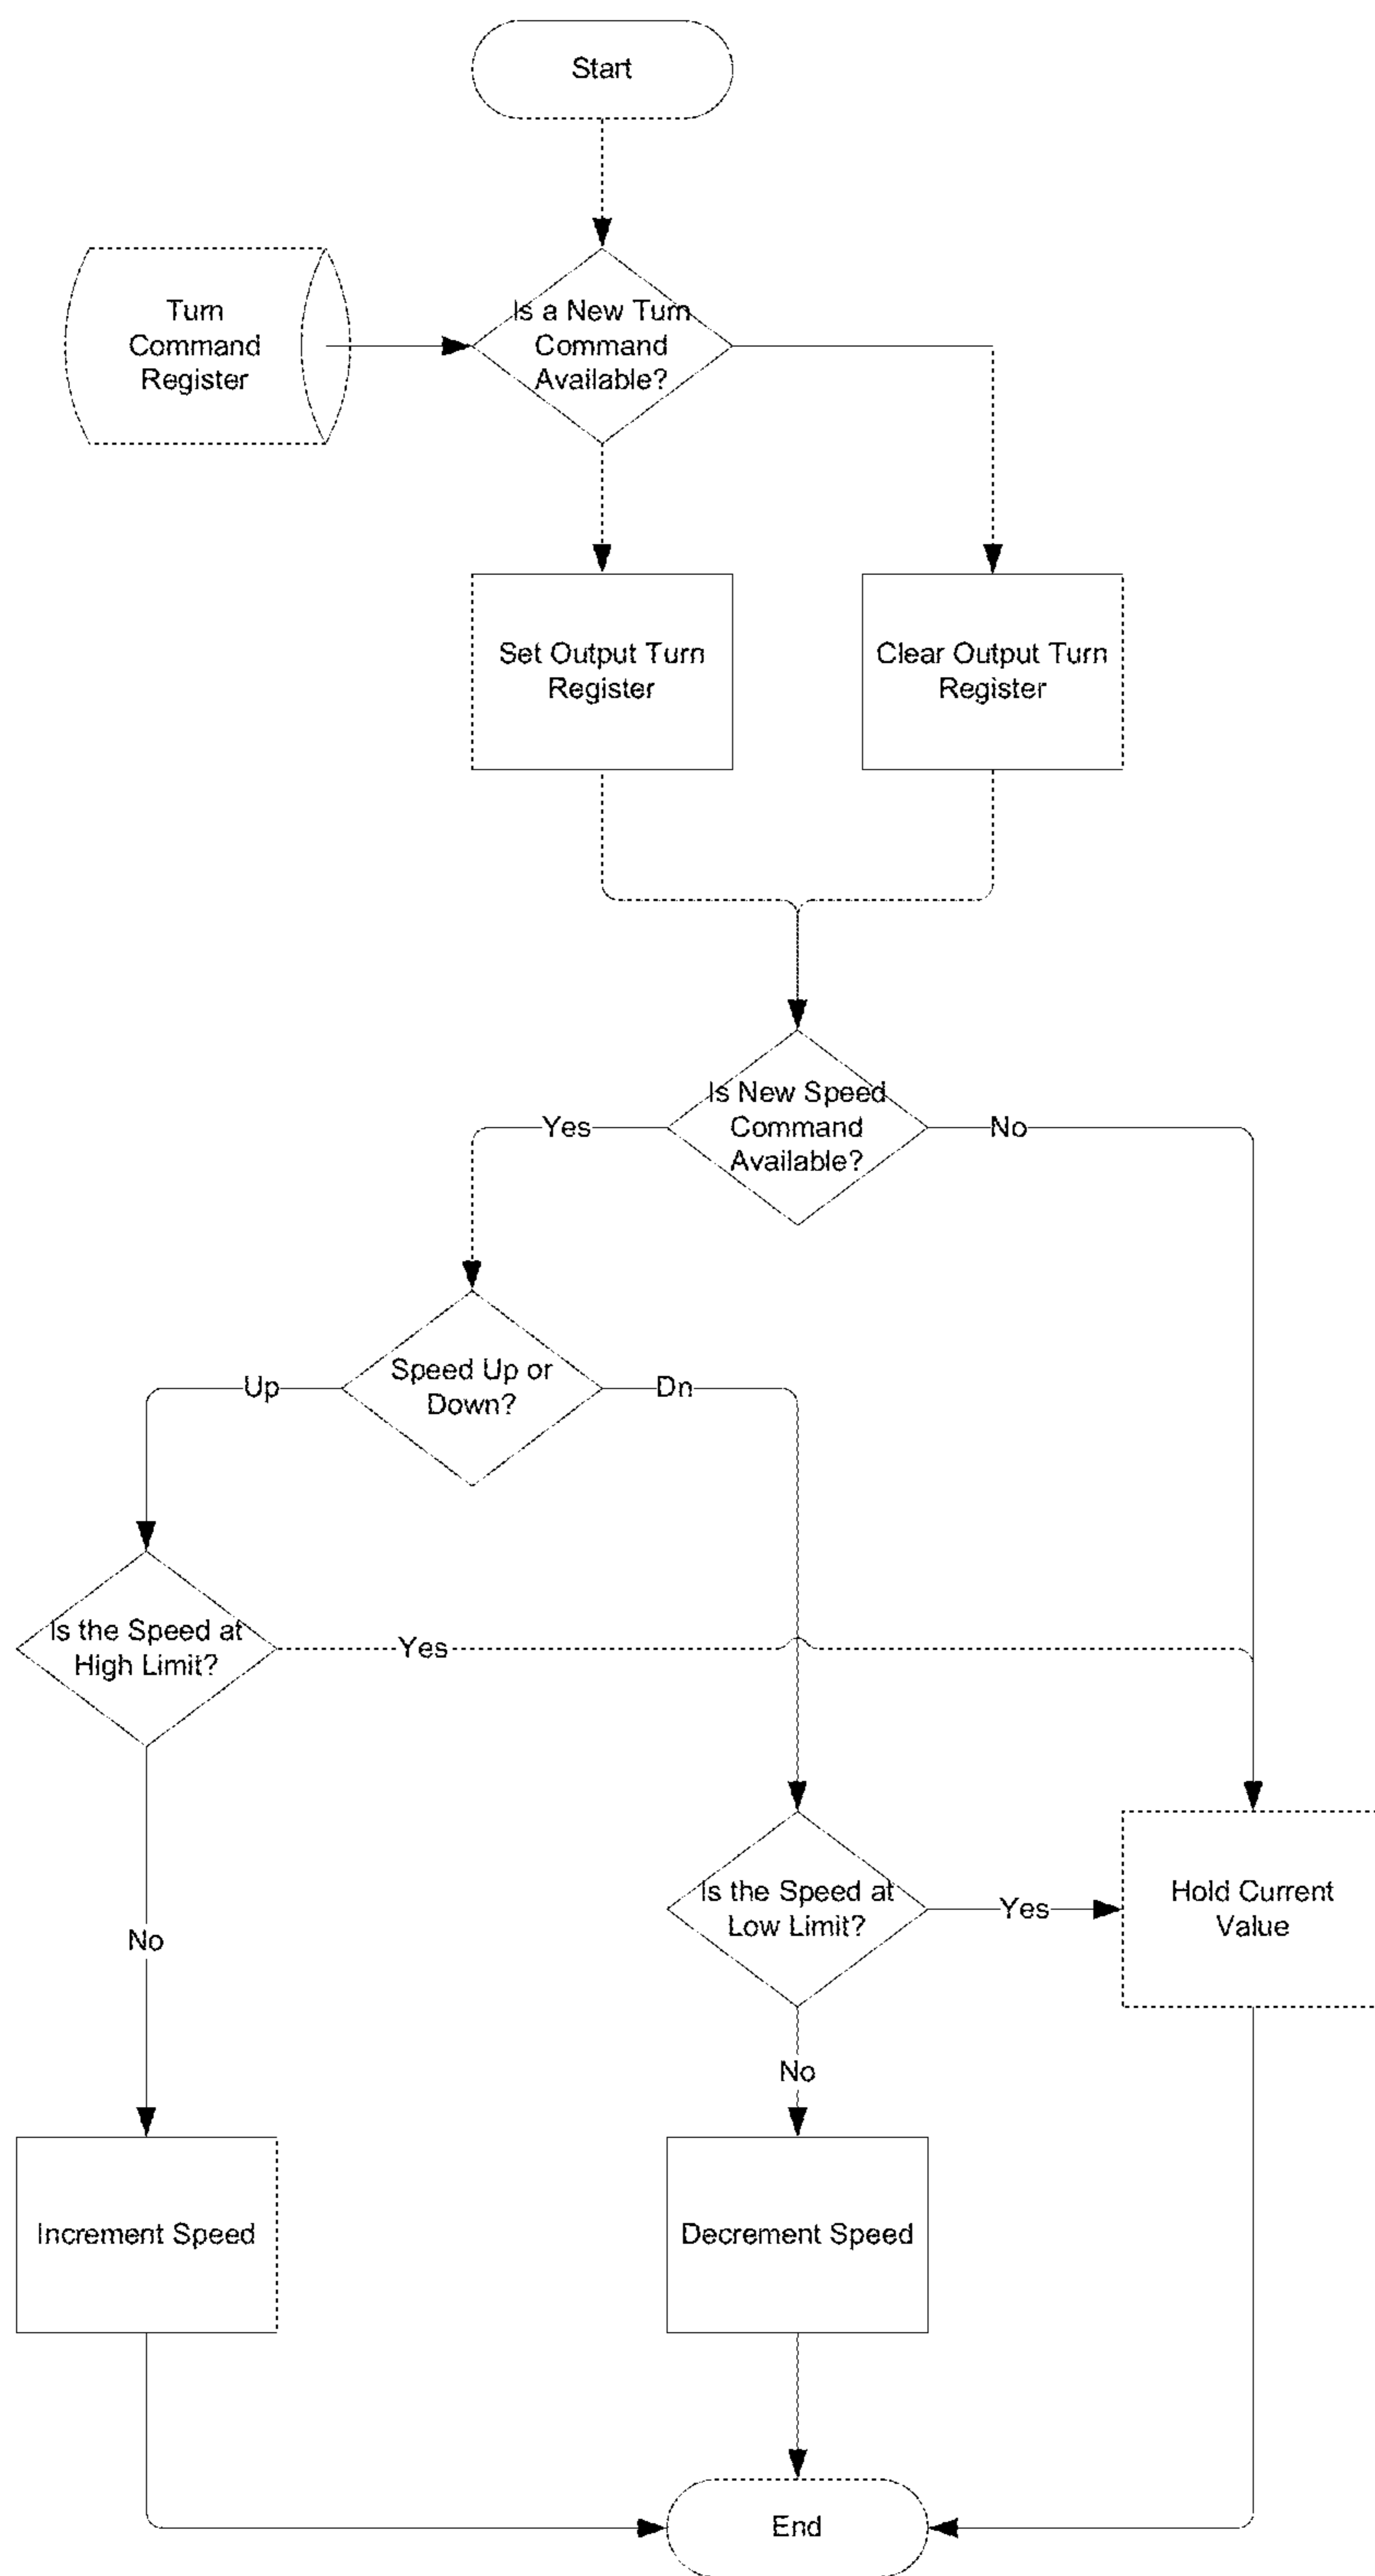 Start
Turn
Command
Register
Is a New Turn
Command
Available?
Set Output Turn
Register
Clear Output Turn
Register
Is New Speed
Command
Available?
Yes
No
Speed Up or
Down?
Up
Dn
Is the Speed at
High Limit?
Yes
Is the Speed at
Low Limit?
Yes
Hold Current
Value
No
No
Increment Speed
Decrement Speed
End